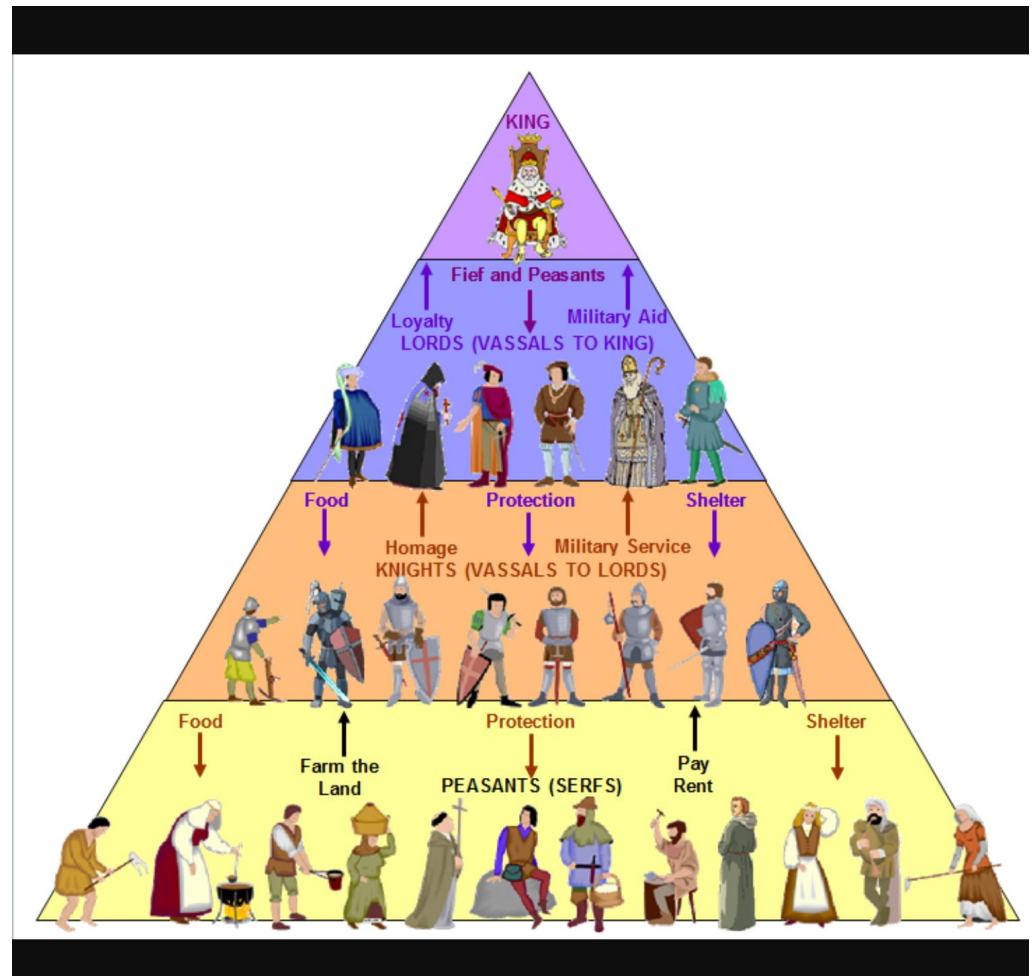 KING
Fief and Peasants
Loyalty
Military Aid
LORDS (VASSALS TO KING)
Food
Protection
Shelter
Homage
Military Service
KNIGHTS (VASSALS TO LORDS)
Food
Protection
Shelter
Farm the
Land
Pay
Rent
PEASANTS (SERFS)